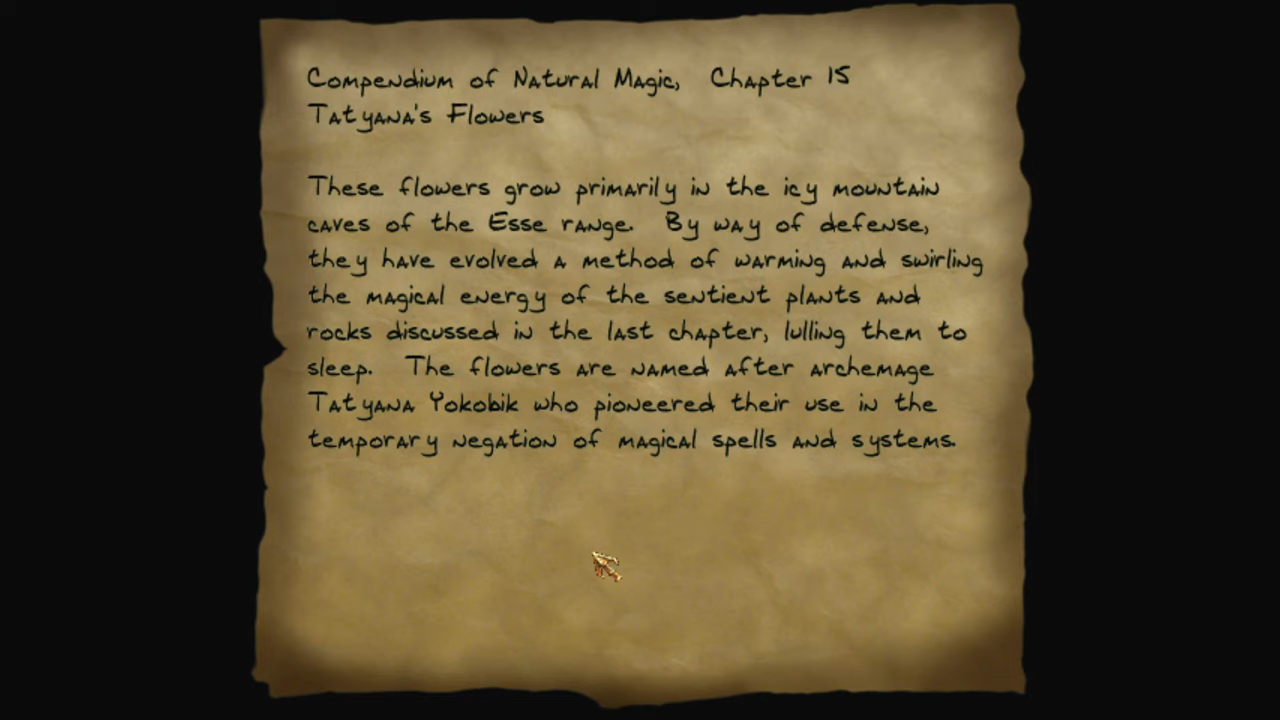 Compendium of Natural Magic, Chapter 15
Tatyana's Flowers
These flowers grow primarily in the icy mountain
caves of the Esse range. By way of defense,
they have evolved a method of warming and swirling
the magical energy of the sentient plants and
rocks discussed in the last chapter, lulling them to
sleep. The flowers are named after archemage
Tatyana Yokobik who pioneered their use in the
temporary negation of magical spells and systems.